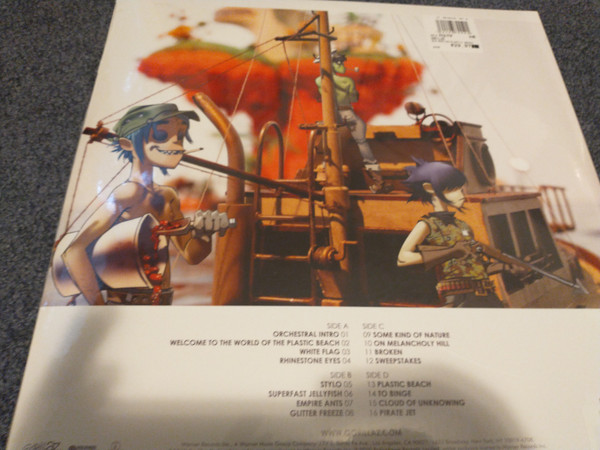 SIDE A
ORCHESTRAL INTRO 01
WELCOME TO THE WORLD OF THE PLASTIC BEACH 02
WHITE FLAG 03
RHINESTONE EYES 04
SIDE B
STYLO 05
SUPERFAST JELLYFISH 06
EMPIRE ANTS 07
GLITTER FREEZE 08
SIDE C
09 SOME KIND OF NATURE
10 ON MELANCHOLY HILL
11 BROKEN
12 SWEEPSTAKES
SIDE D
13 PLASTIC BEACH
14 TO BINGE
15 CLOUD OF UNKNOWING
16 PIRATE JET
WWW.GORILLAZ.COM